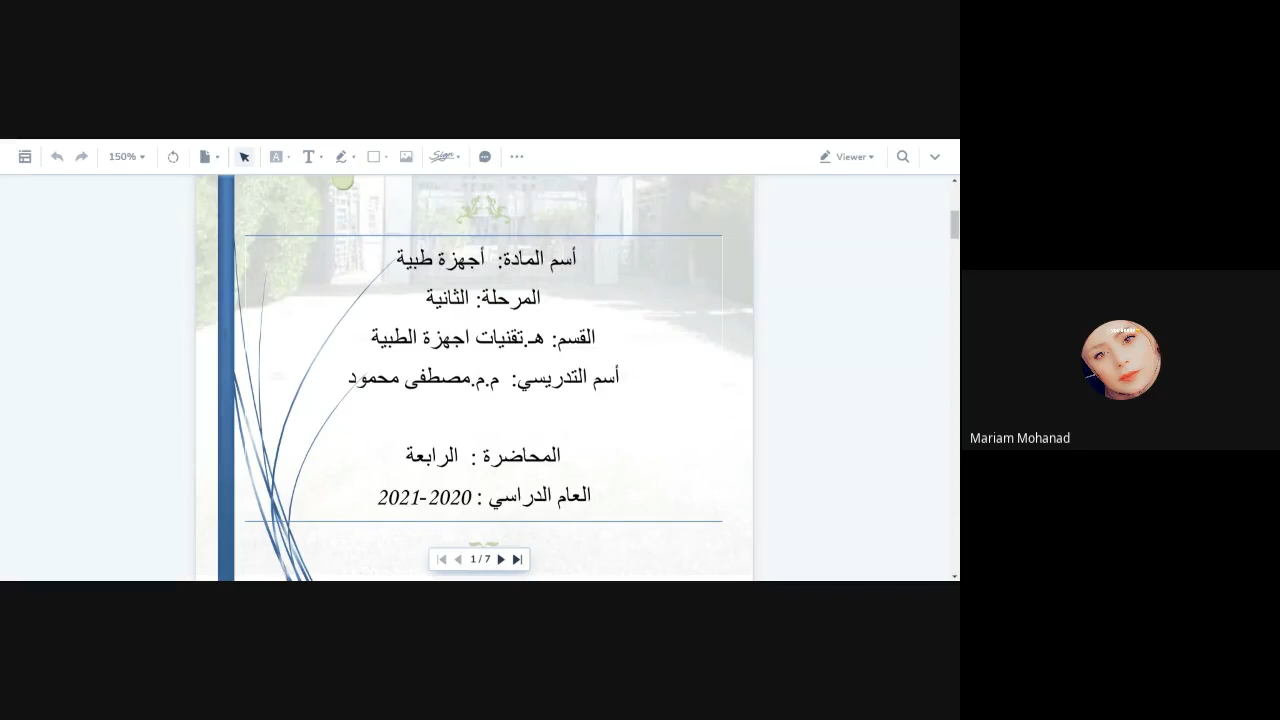 150%
Sign
Viewer
أسم المادة: أجهزة طبية
المرحلة: الثانية
القسم: هـ.تقنيات اجهزة الطبية
أسم التدريسي: م.م.مصطفى محمود
المحاضرة : الرابعة
العام الدراسي : 2020-2021
1 / 7
Mariam Mohanad